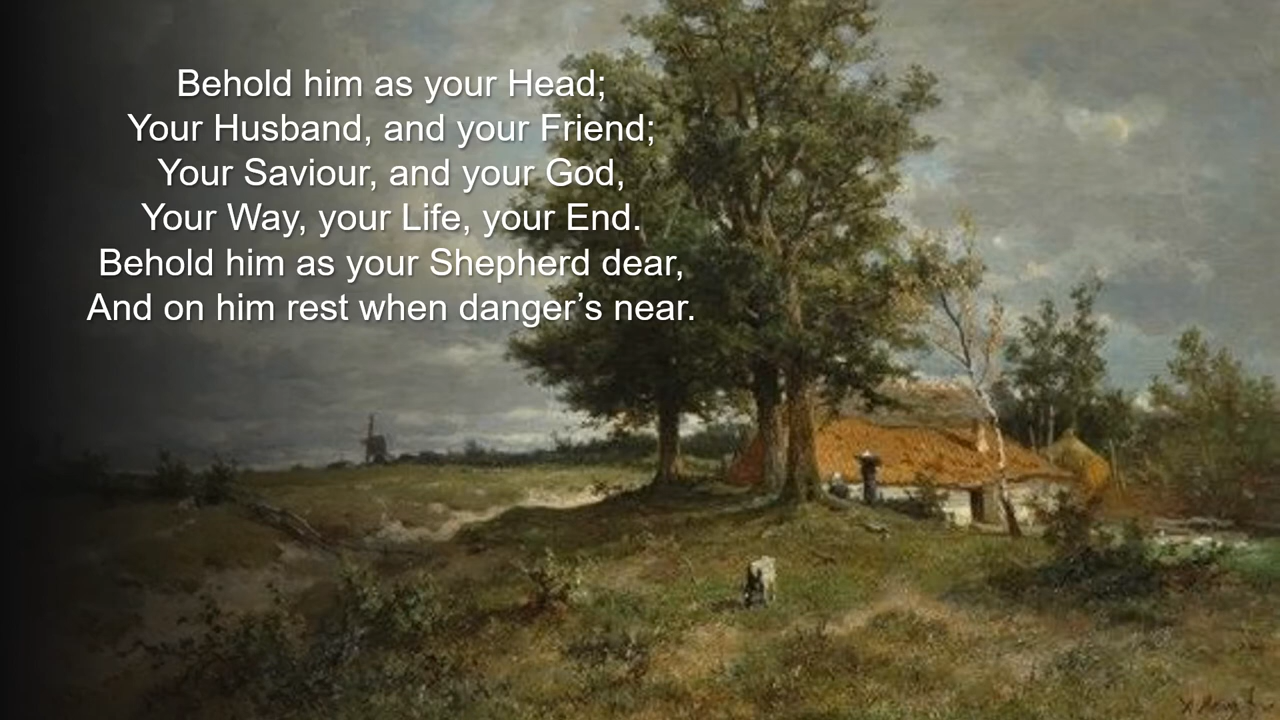 Behold him as your Head;
Your Husband, and your Friend;
Your Saviour, and your God,
Your Way, your Life, your End.
Behold him as your Shepherd dear,
And on him rest when danger’s near.